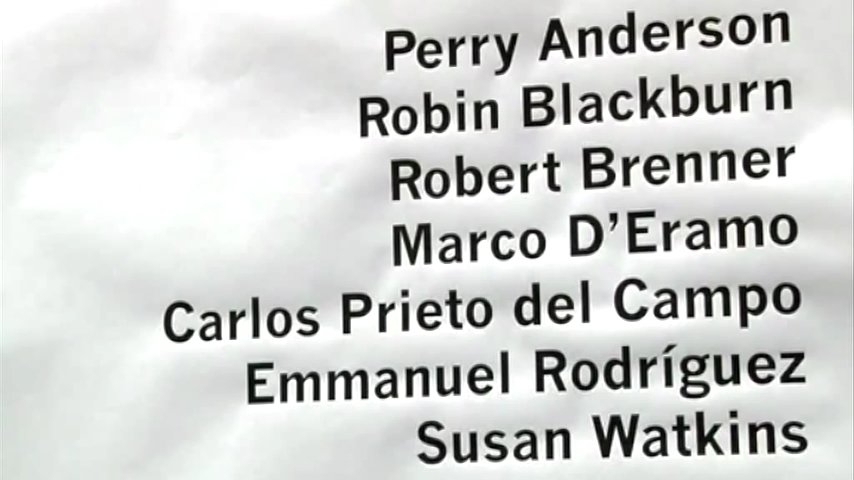 Perry Anderson
Robin Blackburn
Robert Brenner
Marco D’Eramo
Carlos Prieto del Campo
Emmanuel Rodríguez
Susan Watkins